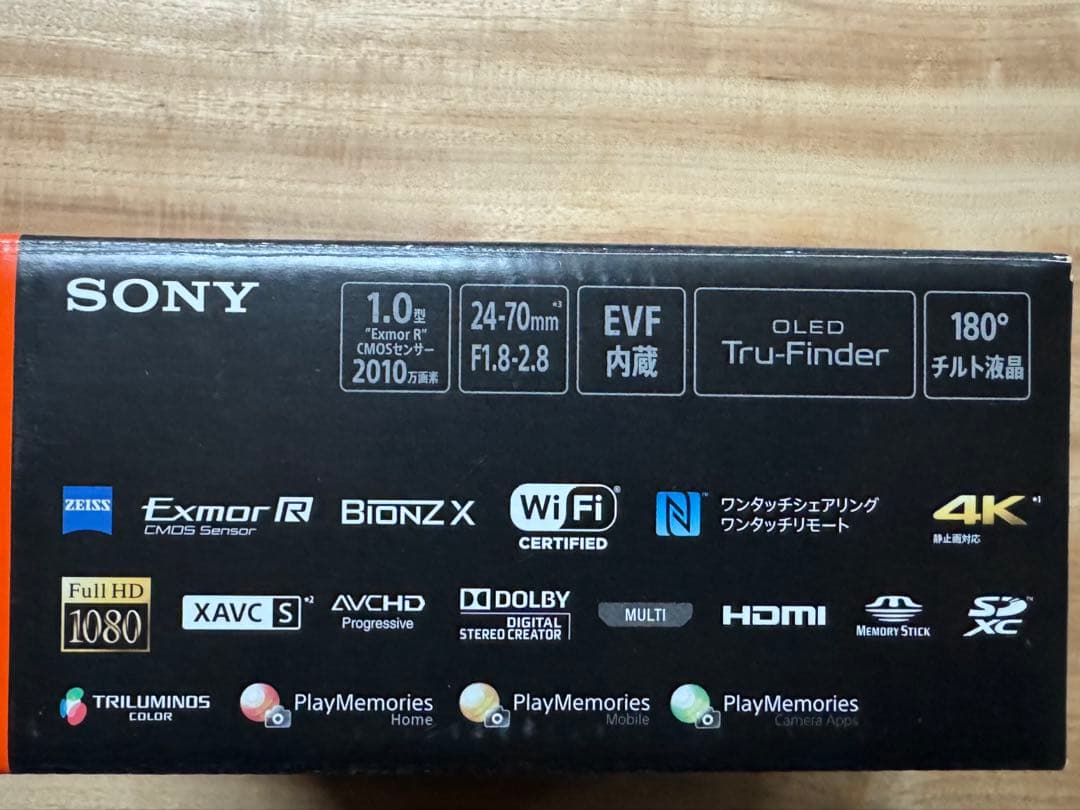 SONY
1.0型
"Exmor R"
CMOSセンサー
2010万画素
24-70mm*3
F1.8-2.8
EVF
内蔵
OLED
Tru-Finder
180°
チルト液晶
ZEISS
Exmor R
CMOS Sensor
BIONZ X
Wi Fi®
CERTIFIED
N™
ワンタッチシェアリング
ワンタッチリモート
4K*1
静止画対応
Full HD
1080
XAVC S*2
AVCHD
Progressive
DOLBY
DIGITAL
STEREO CREATOR
MULTI
HDMI
MEMORY STICK
SD™
XC
TRILUMINOS
COLOR
PlayMemories
Home
PlayMemories
Mobile
PlayMemories
Camera Apps